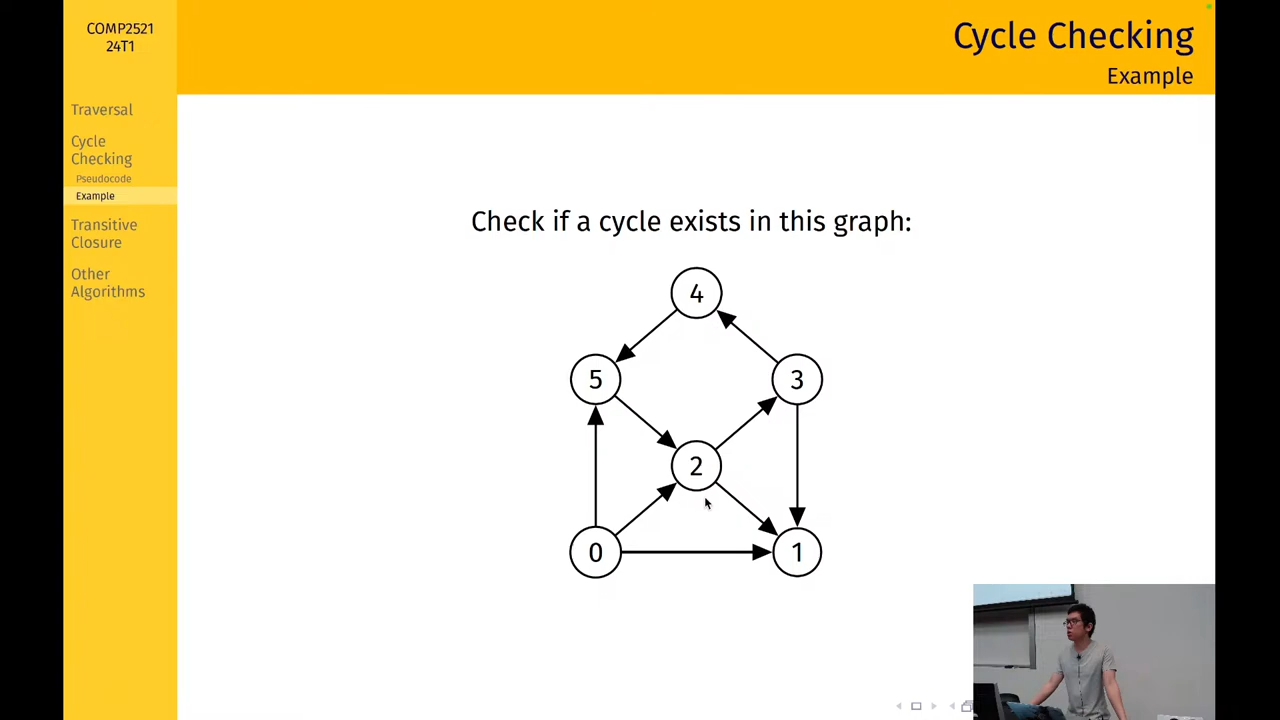 COMP2521
24T1
Cycle Checking
Example
Traversal
Cycle
Checking
Pseudocode
Example
Transitive
Closure
Other
Algorithms
Check if a cycle exists in this graph:
4
5
3
2
0
1